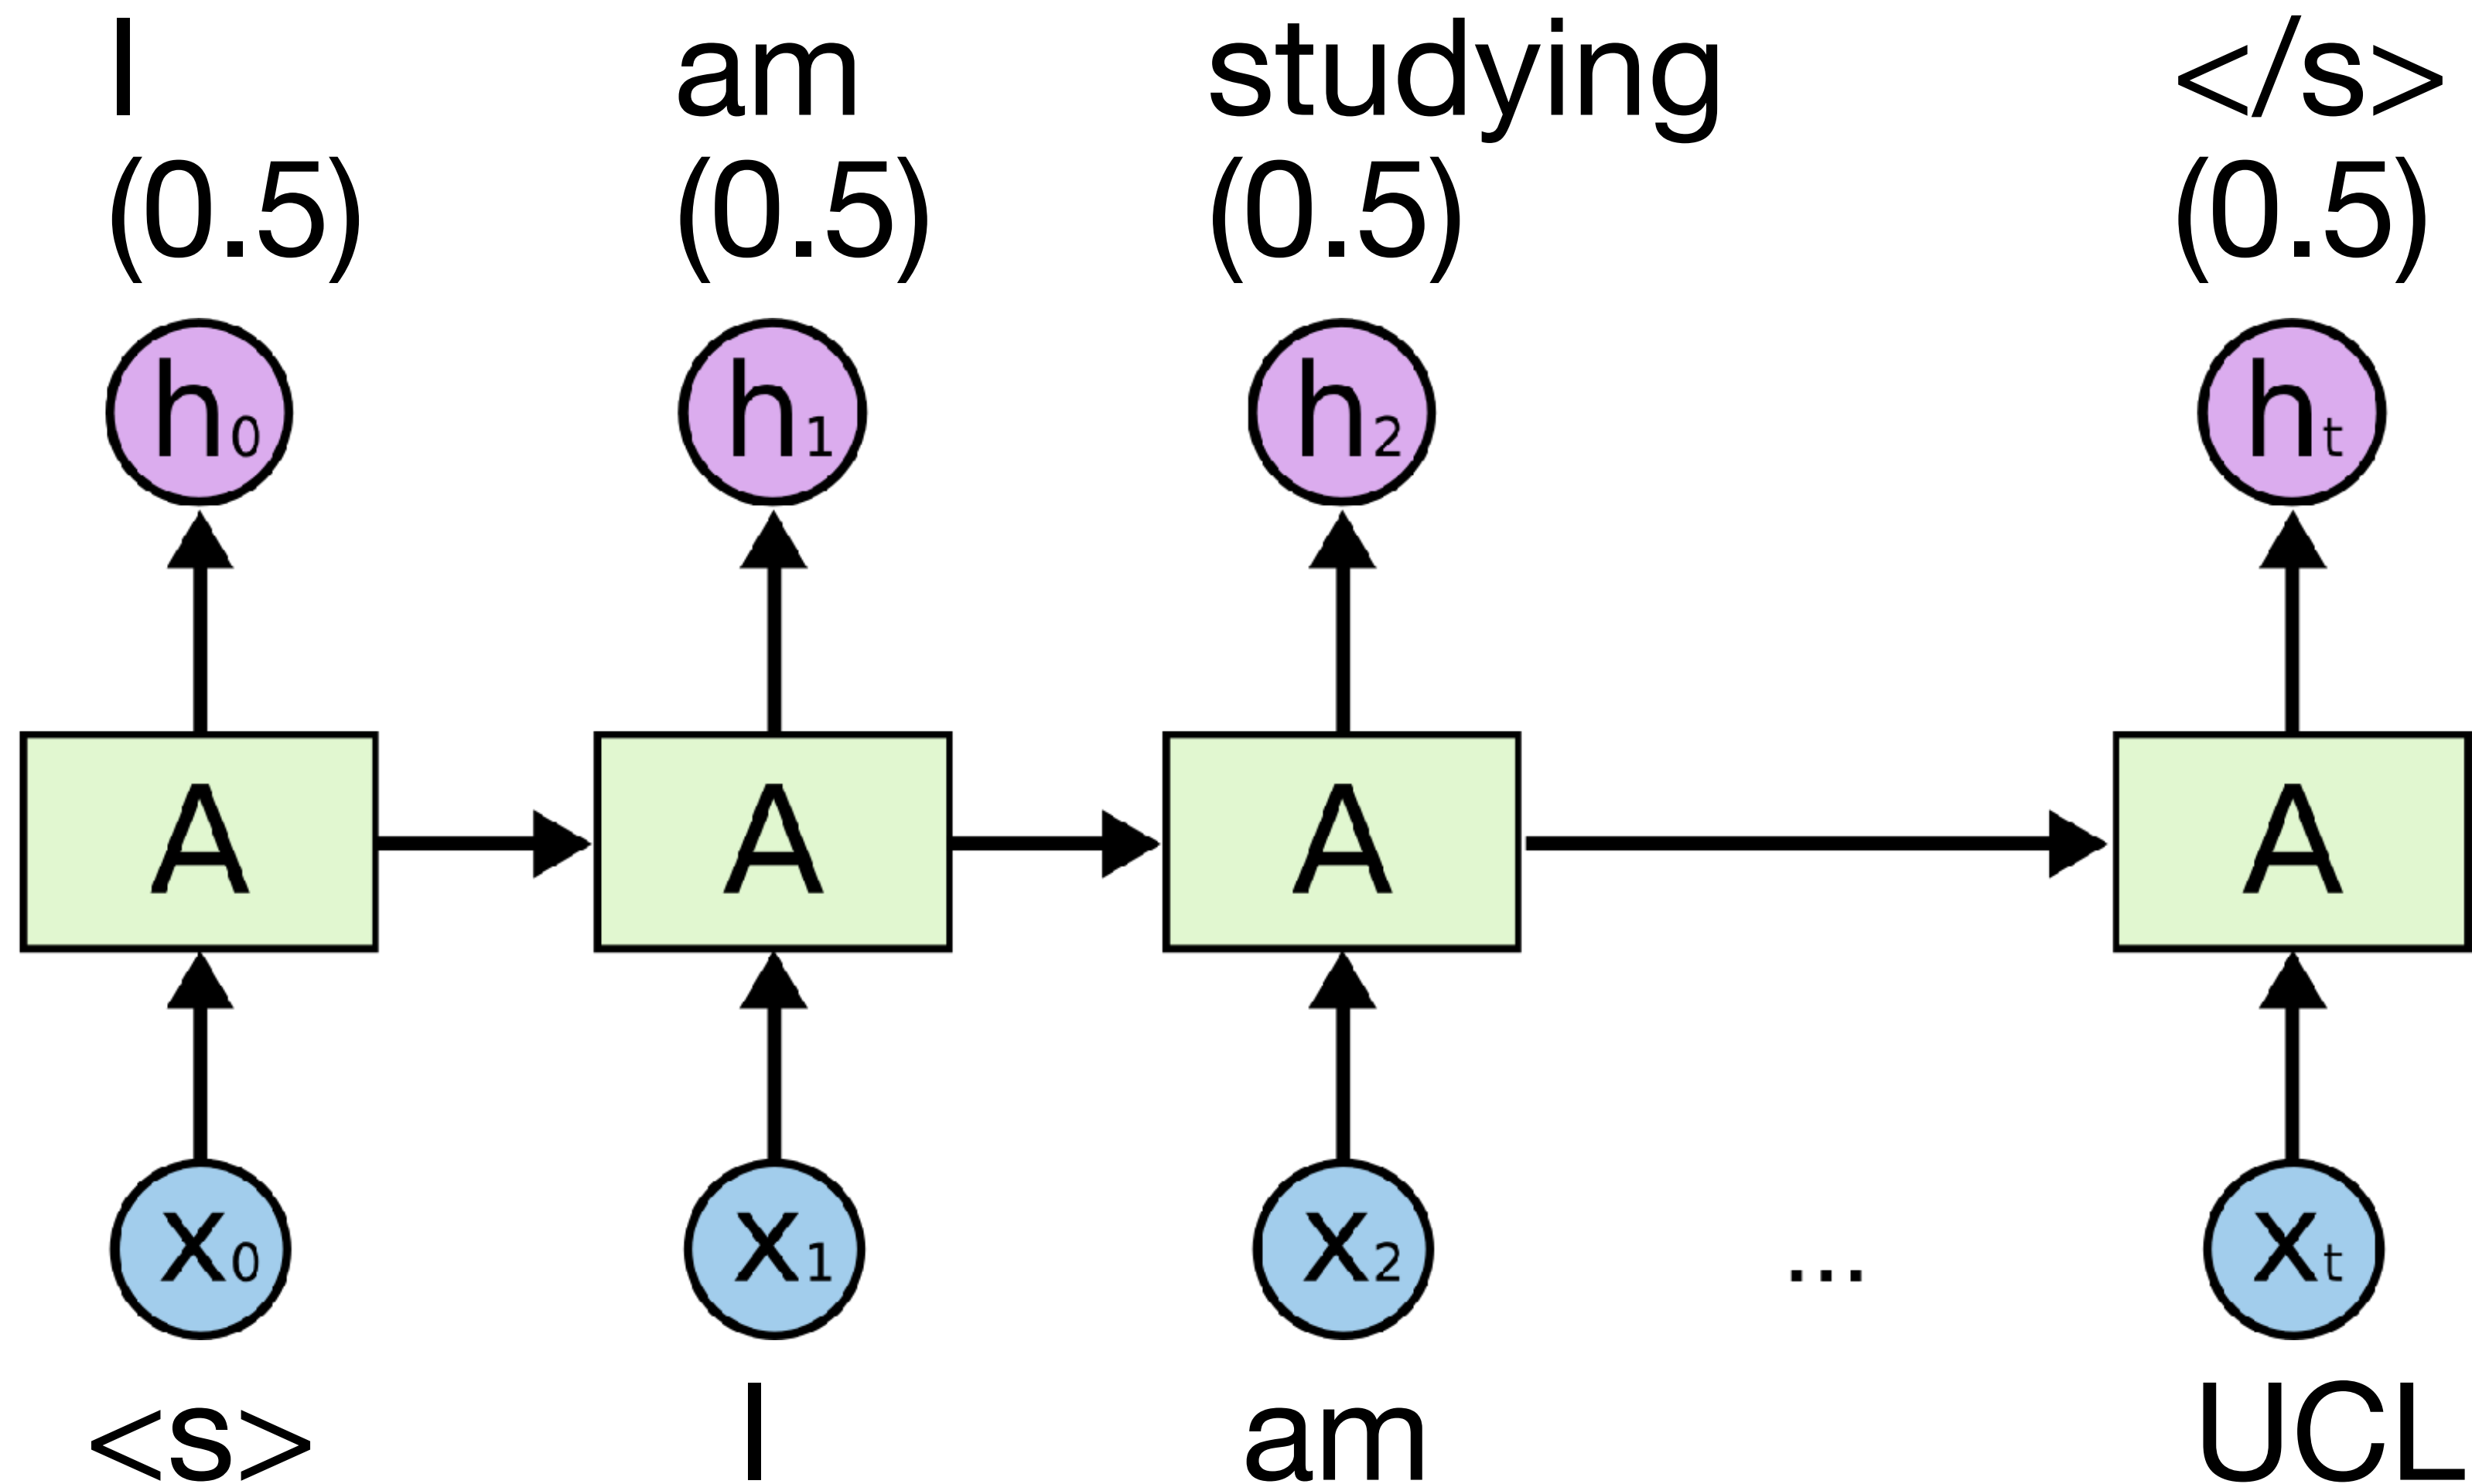 I am studying </s>
(0.5) (0.5) (0.5) (0.5)
h0 h1 h2 ht
A A A A
x0 x1 x2 ... xt
<s> I am UCL